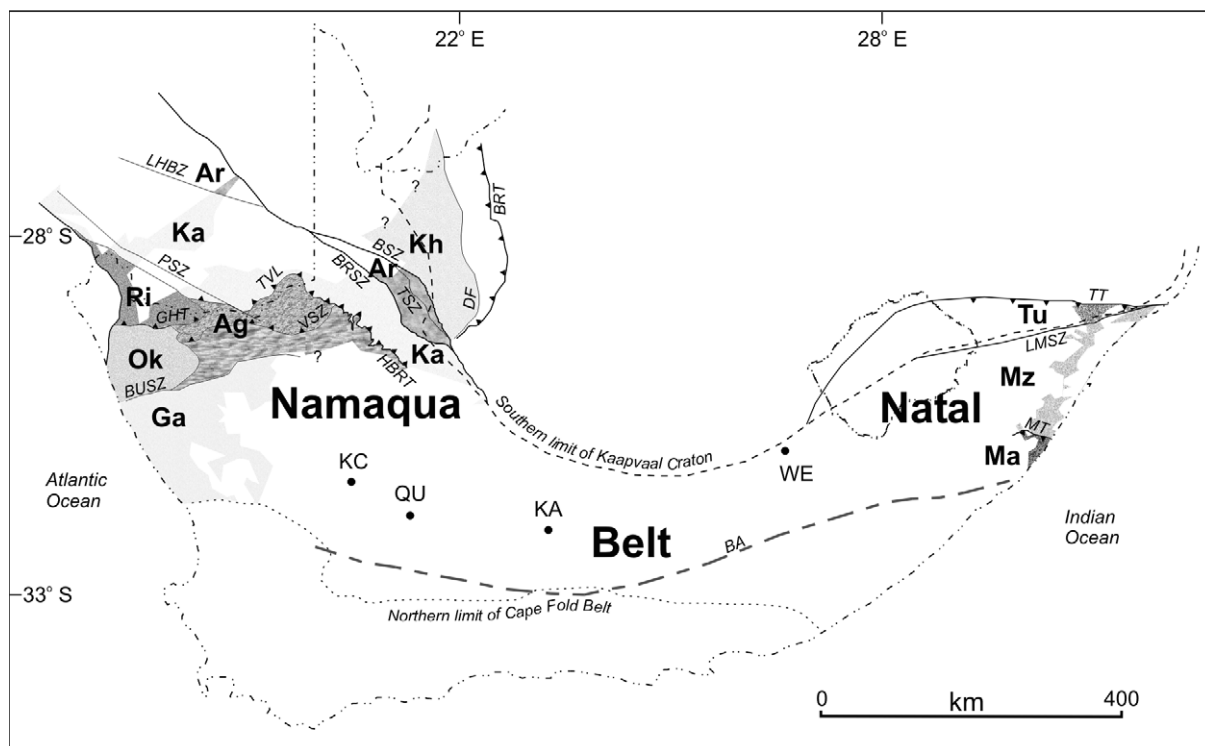 22° E
28° E
LHBZ
Ar
BRT
Ka
?
?
28° S
Kh
BSZ
PSZ
Ar
BRSZ
TVL
TSZ
DF
Ri
GHT
Ag
VSZ
TT
Tu
LMSZ
Ok
?
HBRT
Ka
BUSZ
Mz
Ga
Namaqua
Natal
Southern limit of Kaapvaal Craton
MT
Ma
WE
KC
Atlantic
Ocean
QU
KA
Indian
Ocean
Belt
BA
33° S
Northern limit of Cape Fold Belt
0
km
400